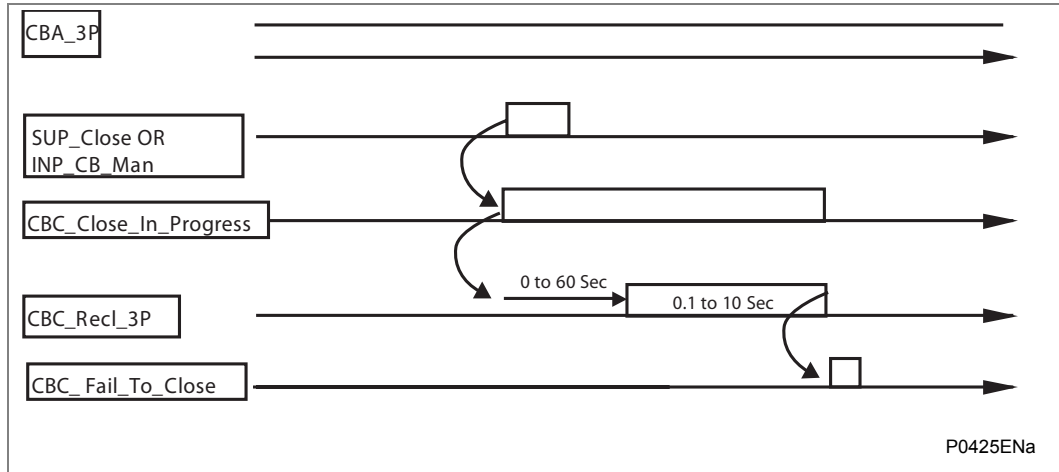 CBA_3P
SUP_Close OR
INP_CB_Man
CBC_Close_In_Progress
0 to 60 Sec
0.1 to 10 Sec
CBC_Recl_3P
CBC_ Fail_To_Close
P0425ENa